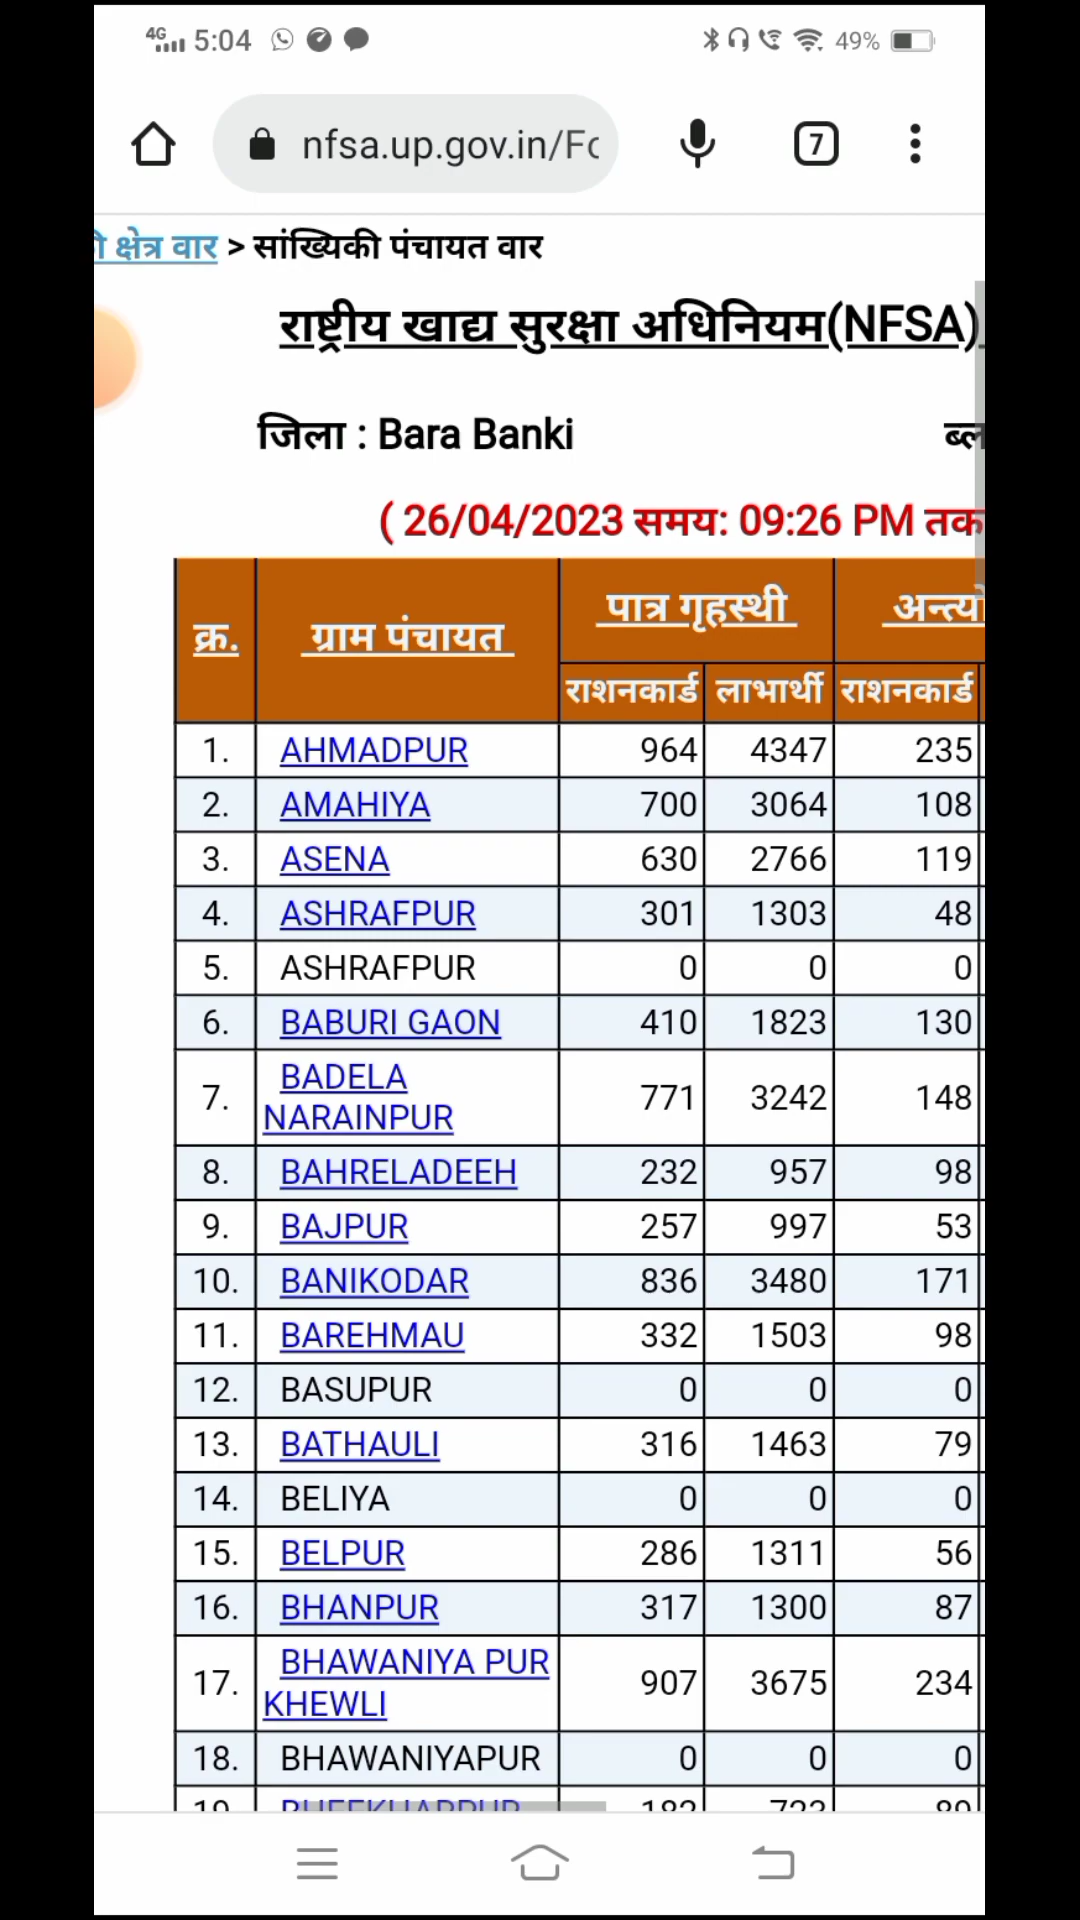 4G 5:04 49%
nfsa.up.gov.in/Fc 7
क्षेत्र वार > सांख्यिकी पंचायत वार
राष्ट्रीय खाद्य सुरक्षा अधिनियम(NFSA)
जिला : Bara Banki
( 26/04/2023 समय: 09:26 PM तक
क्र. ग्राम पंचायत पात्र गृहस्थी
राशनकार्ड लाभार्थी राशनकार्ड
1. AHMADPUR 964 4347 235
2. AMAHIYA 700 3064 108
3. ASENA 630 2766 119
4. ASHRAFPUR 301 1303 48
5. ASHRAFPUR 0 0 0
6. BABURI GAON 410 1823 130
7. BADELA NARAINPUR 771 3242 148
8. BAHRELADEEH 232 957 98
9. BAJPUR 257 997 53
10. BANIKODAR 836 3480 171
11. BAREHMAU 332 1503 98
12. BASUPUR 0 0 0
13. BATHAULI 316 1463 79
14. BELIYA 0 0 0
15. BELPUR 286 1311 56
16. BHANPUR 317 1300 87
17. BHAWANIYA PUR KHEWLI 907 3675 234
18. BHAWANIYAPUR 0 0 0